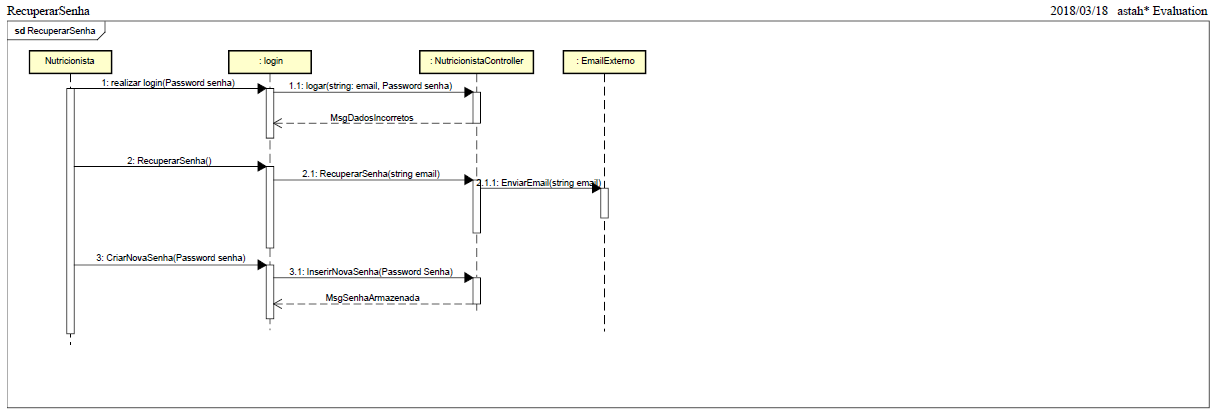 RecuperarSenha
2018/03/18 astah* Evaluation
sd RecuperarSenha
Nutricionista
: login
: NutricionistaController
: EmailExterno
1: realizar login(Password senha)
1.1: logar(string: email, Password senha)
MsgDadosIncorretos
2: RecuperarSenha()
2.1: RecuperarSenha(string email)
2.1.1: EnviarEmail(string email)
3: CriarNovaSenha(Password senha)
3.1: InserirNovaSenha(Password Senha)
MsgSenhaArmazenada